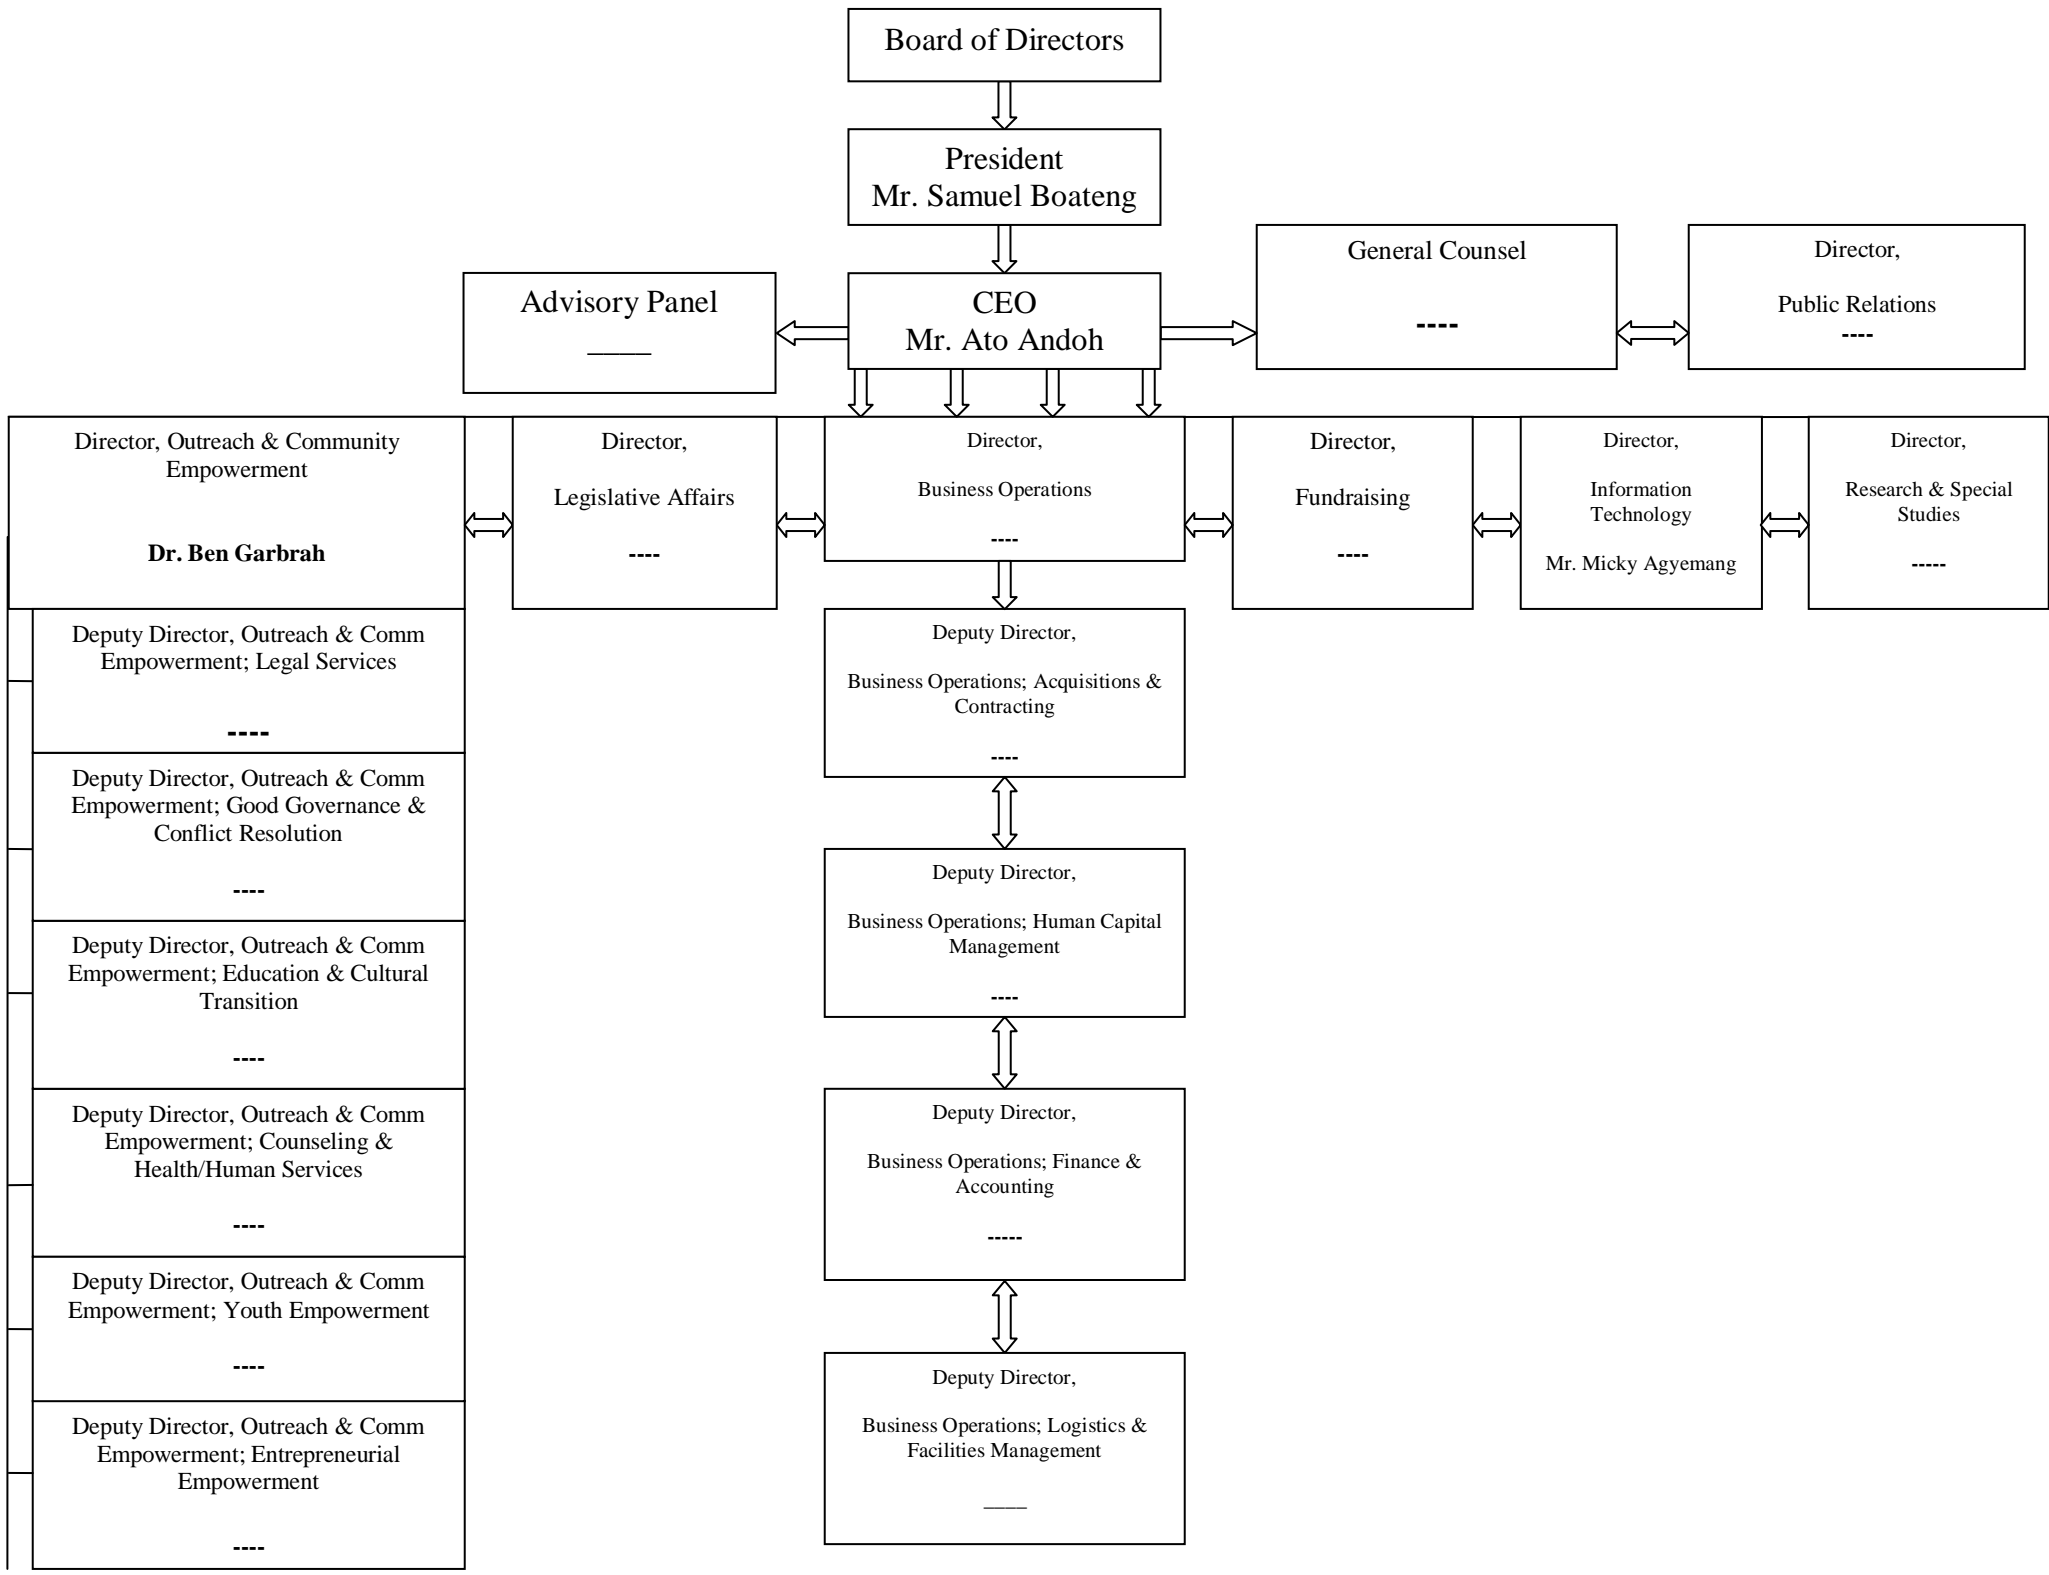 Board of Directors
President
Mr. Samuel Boateng
General Counsel
----
Director,
Public Relations
----
Advisory Panel
____
CEO
Mr. Ato Andoh
Director, Outreach & Community
Empowerment
Dr. Ben Garbrah
Director,
Legislative Affairs
----
Director,
Business Operations
----
Director,
Fundraising
----
Director,
Information
Technology
Mr. Micky Agyemang
Director,
Research & Special
Studies
-----
Deputy Director, Outreach & Comm
Empowerment; Legal Services
----
Deputy Director, Outreach & Comm
Empowerment; Good Governance &
Conflict Resolution
----
Deputy Director, Outreach & Comm
Empowerment; Education & Cultural
Transition
----
Deputy Director, Outreach & Comm
Empowerment; Counseling &
Health/Human Services
----
Deputy Director, Outreach & Comm
Empowerment; Youth Empowerment
----
Deputy Director, Outreach & Comm
Empowerment; Entrepreneurial
Empowerment
----
Deputy Director,
Business Operations; Acquisitions &
Contracting
----
Deputy Director,
Business Operations; Human Capital
Management
----
Deputy Director,
Business Operations; Finance &
Accounting
-----
Deputy Director,
Business Operations; Logistics &
Facilities Management
____